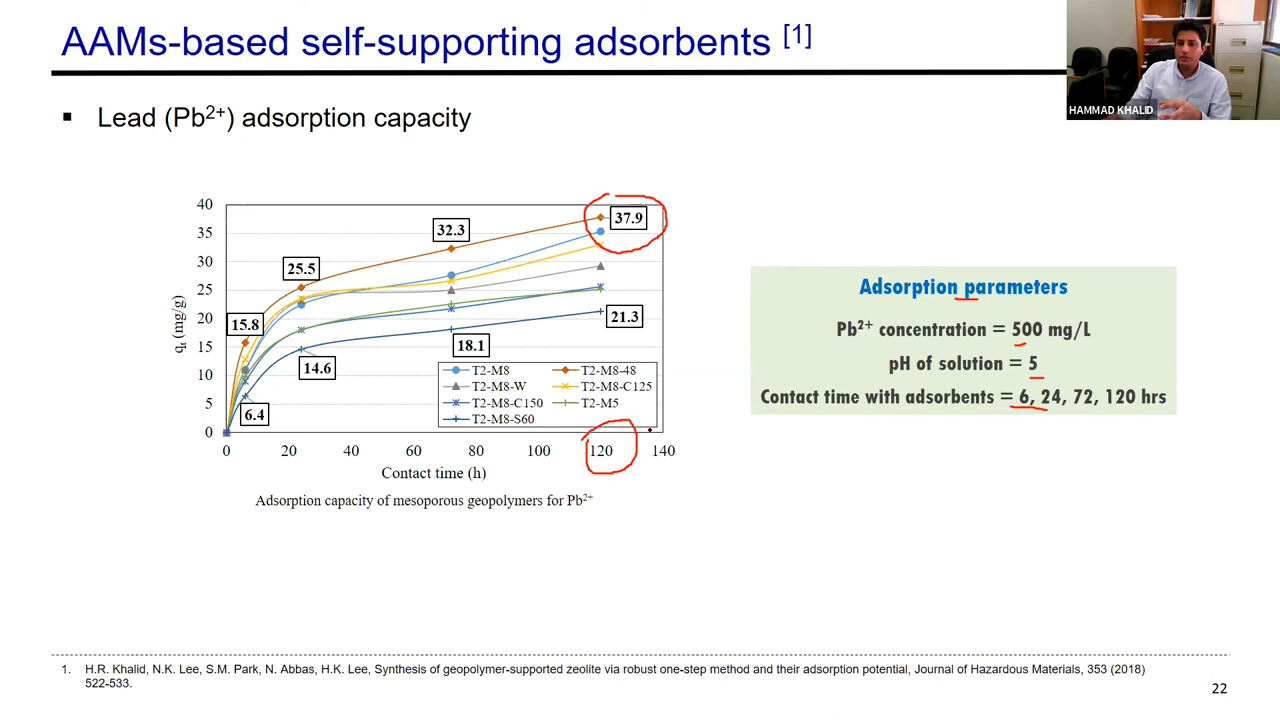 AAMs-based self-supporting adsorbents [1]
HAMMAD KHALID
▪ Lead (Pb²⁺) adsorption capacity
40
35
30
25
20
15
10
5
0
qt (mg/g)
15.8
25.5
32.3
37.9
6.4
14.6
18.1
21.3
T2-M8 T2-M8-48
T2-M8-W T2-M8-C125
T2-M8-C150 T2-M5
T2-M8-S60
0 20 40 60 80 100 120 140
Contact time (h)
Adsorption capacity of mesoporous geopolymers for Pb²⁺
Adsorption parameters
Pb²⁺ concentration = 500 mg/L
pH of solution = 5
Contact time with adsorbents = 6, 24, 72, 120 hrs
1. H.R. Khalid, N.K. Lee, S.M. Park, N. Abbas, H.K. Lee, Synthesis of geopolymer-supported zeolite via robust one-step method and their adsorption potential, Journal of Hazardous Materials, 353 (2018)
522-533.
22